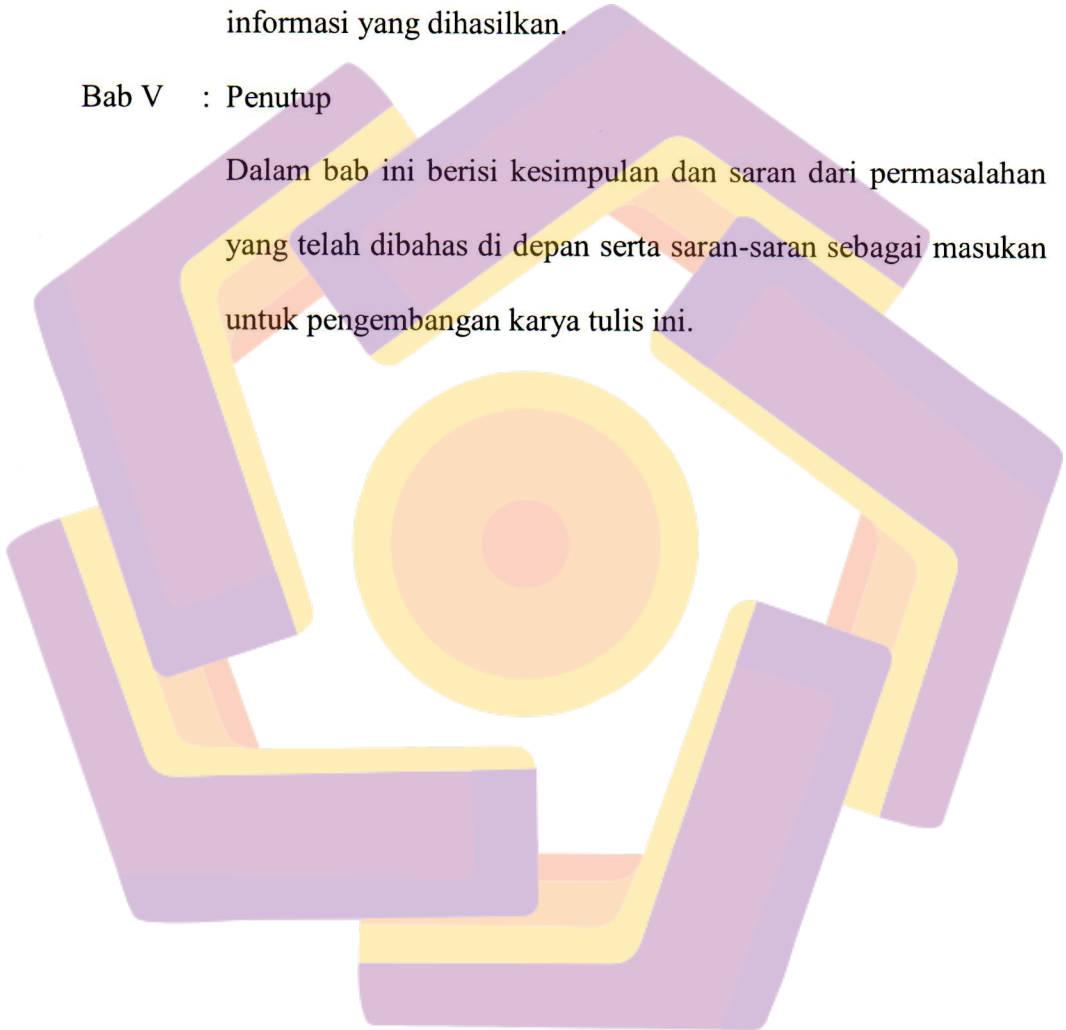 informasi yang dihasilkan.
Bab V : Penutup
Dalam bab ini berisi kesimpulan dan saran dari permasalahan
yang telah dibahas di depan serta saran-saran sebagai masukan
untuk pengembangan karya tulis ini.